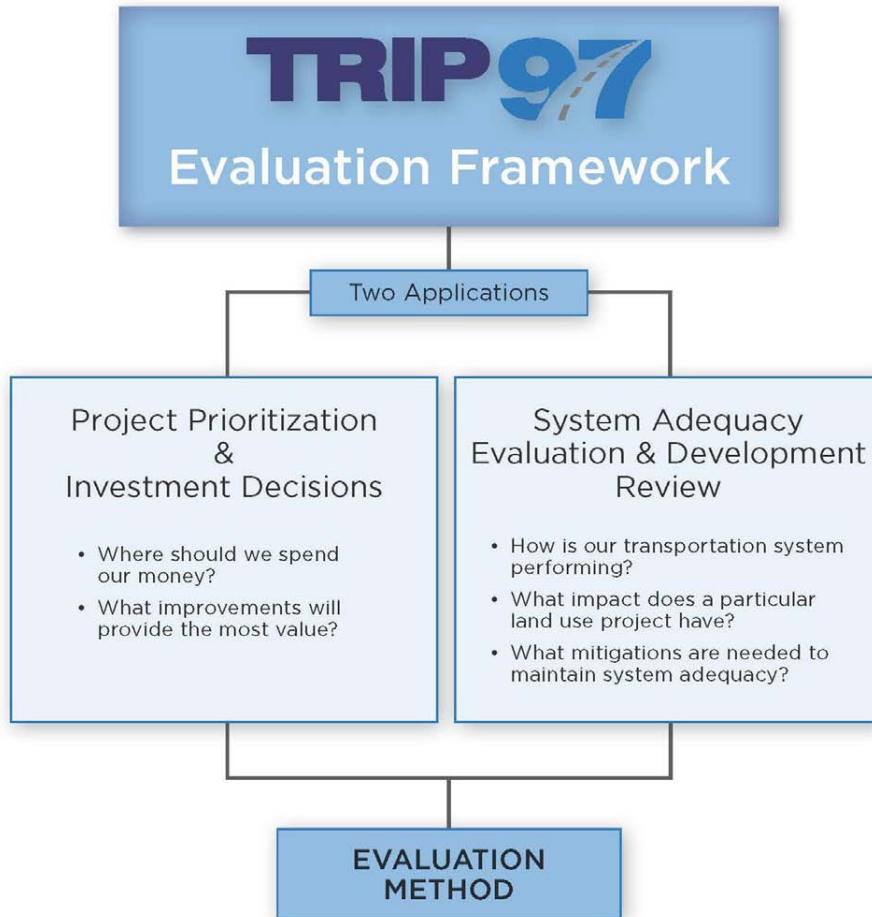 TRIP97
Evaluation Framework
Two Applications
Project Prioritization
&
Investment Decisions
• Where should we spend
our money?
• What improvements will
provide the most value?
System Adequacy
Evaluation & Development
Review
• How is our transportation system
performing?
• What impact does a particular
land use project have?
• What mitigations are needed to
maintain system adequacy?
EVALUATION
METHOD